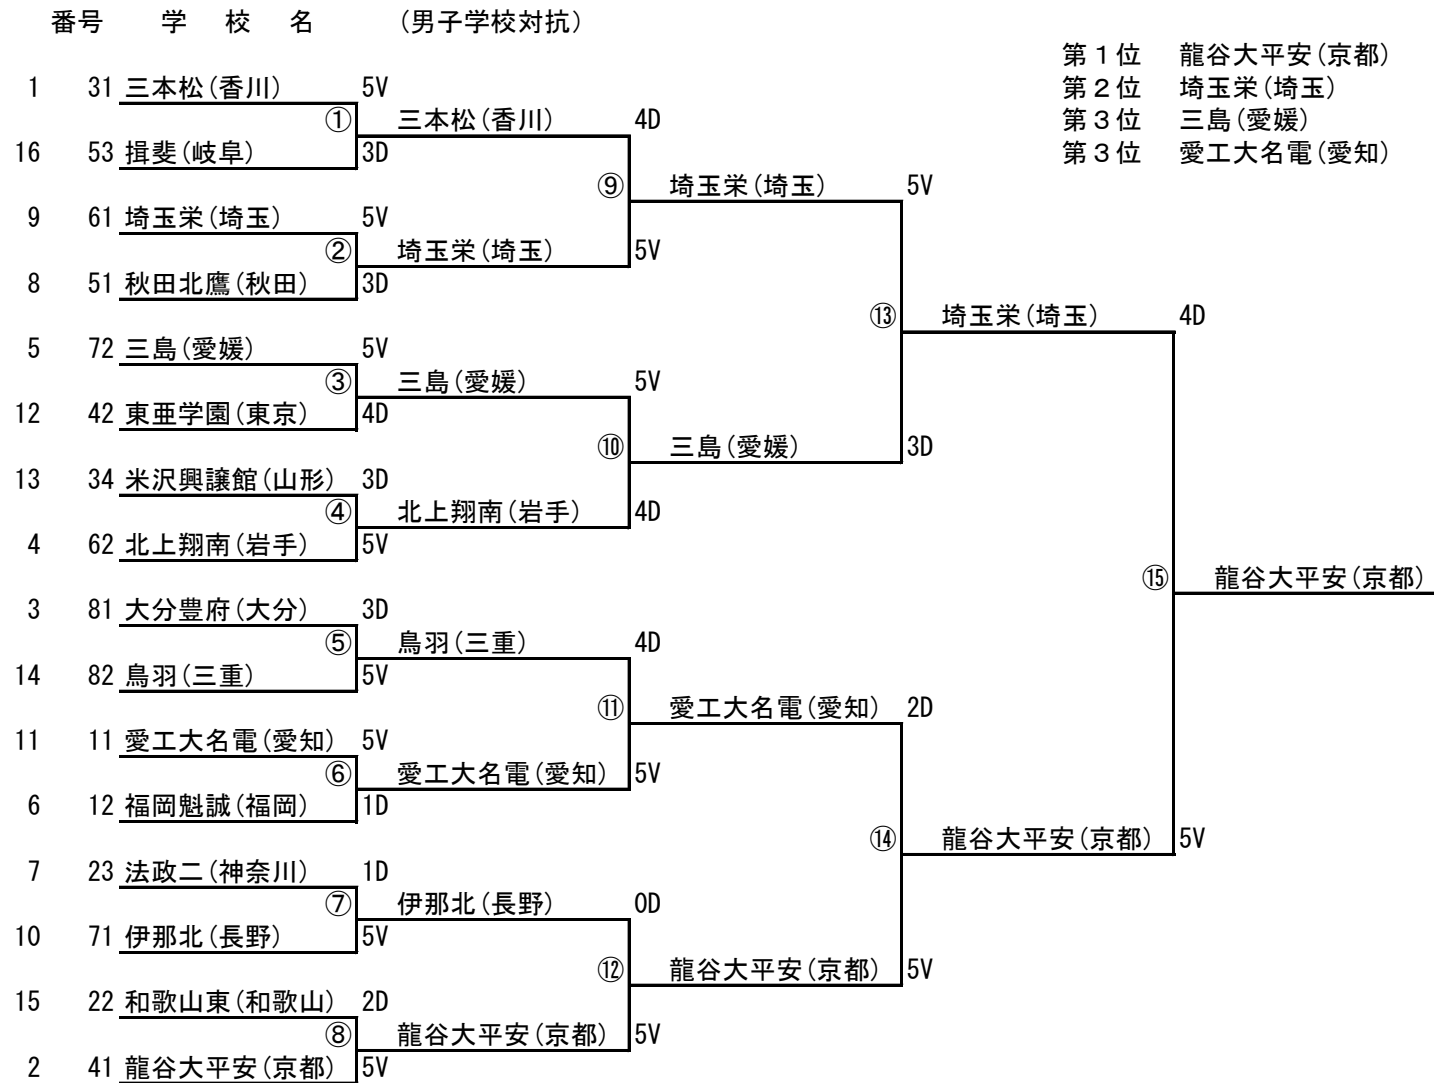 番号 学 校 名 (男子学校対抗)
第1位 龍谷大平安(京都)
第2位 埼玉栄(埼玉)
1 31 三本松(香川) 5V
① 三本松(香川) 4D 第3位 三島(愛媛)
16 53 揖斐(岐阜) 3D 第3位 愛工大名電(愛知)
⑨ 埼玉栄(埼玉) 5V
9 61 埼玉栄(埼玉) 5V
② 埼玉栄(埼玉) 5V
8 51 秋田北鷹(秋田) 3D
⑬ 埼玉栄(埼玉) 4D
5 72 三島(愛媛) 5V
③ 三島(愛媛) 5V
12 42 東亜学園(東京) 4D
⑩ 三島(愛媛) 3D
13 34 米沢興譲館(山形) 3D
④ 北上翔南(岩手) 4D
4 62 北上翔南(岩手) 5V
⑮ 龍谷大平安(京都)
3 81 大分豊府(大分) 3D
⑤ 鳥羽(三重) 4D
14 82 鳥羽(三重) 5V
⑪ 愛工大名電(愛知) 2D
11 11 愛工大名電(愛知) 5V
⑥ 愛工大名電(愛知) 5V
6 12 福岡魁誠(福岡) 1D
⑭ 龍谷大平安(京都) 5V
7 23 法政二(神奈川) 1D
⑦ 伊那北(長野) 0D
10 71 伊那北(長野) 5V
⑫ 龍谷大平安(京都) 5V
15 22 和歌山東(和歌山) 2D
⑧ 龍谷大平安(京都) 5V
2 41 龍谷大平安(京都) 5V